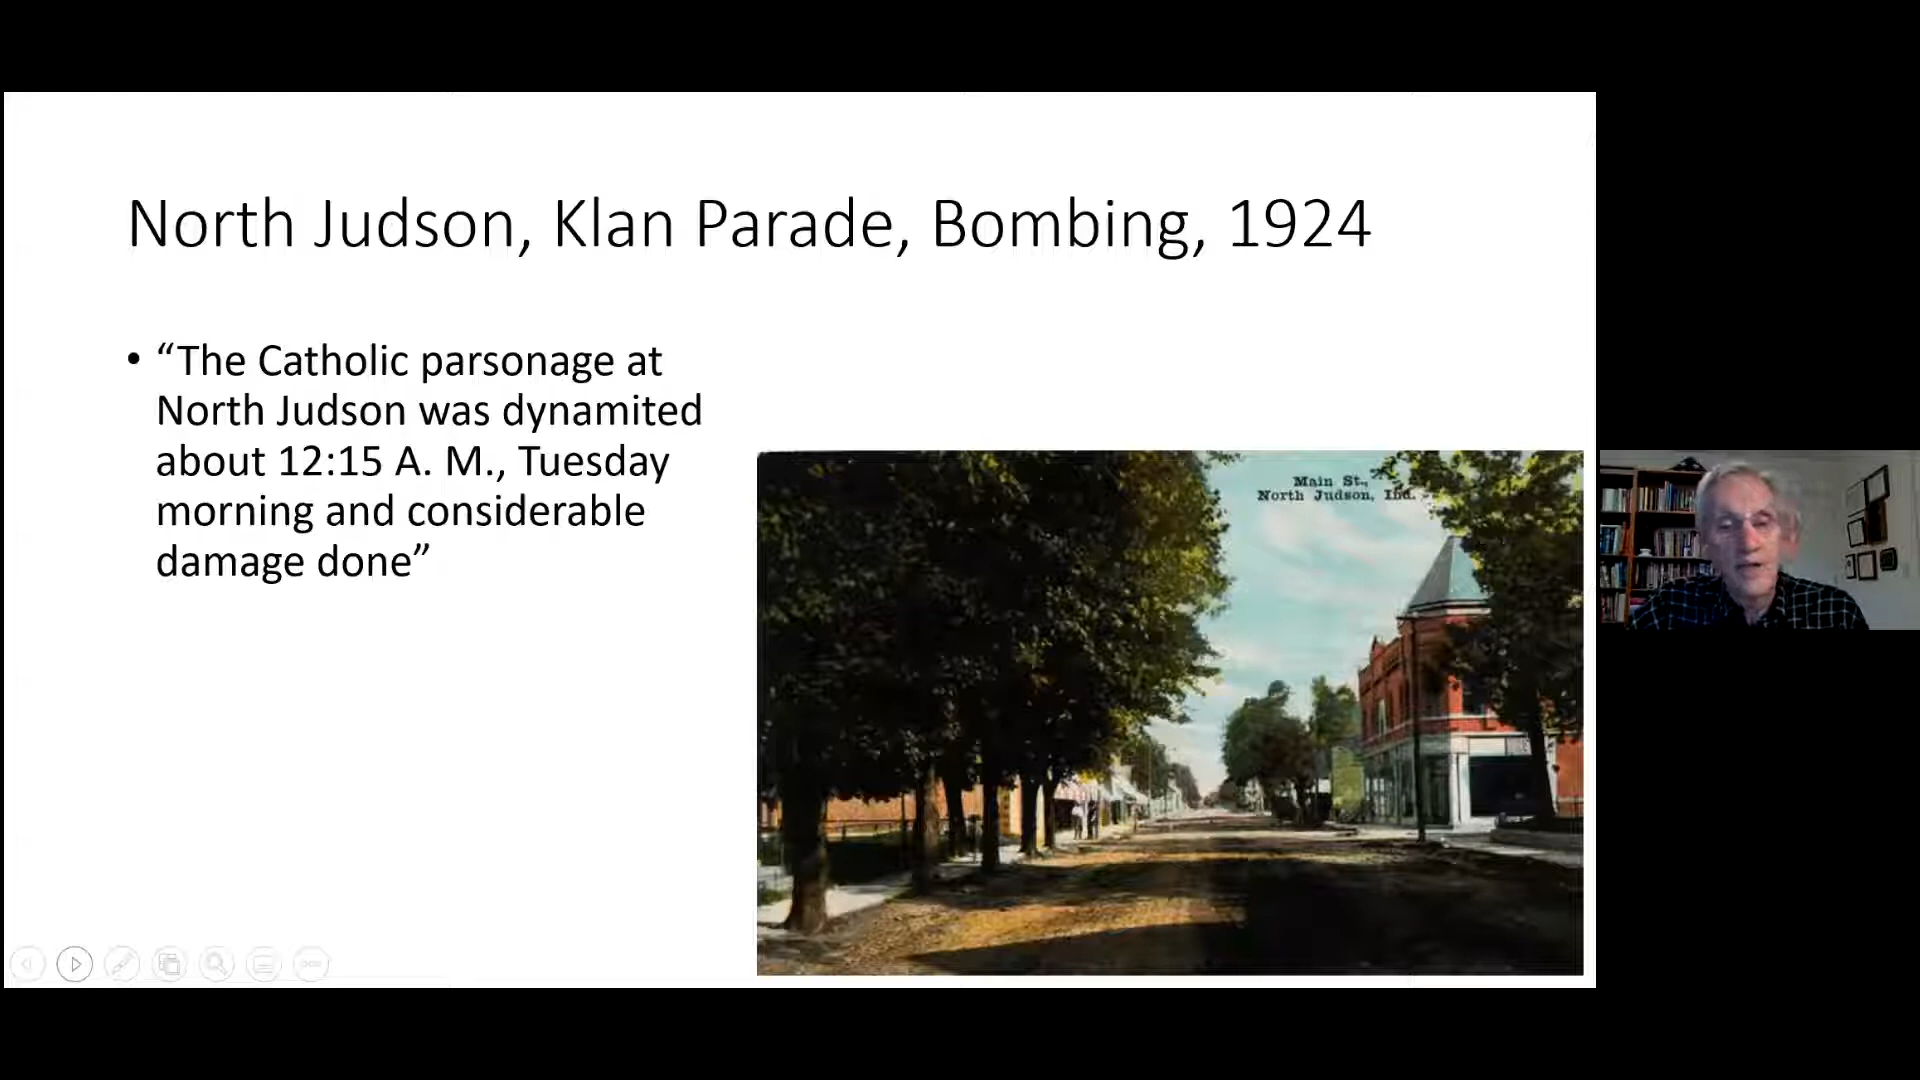 North Judson, Klan Parade, Bombing, 1924
• “The Catholic parsonage at
North Judson was dynamited
about 12:15 A. M., Tuesday
morning and considerable
damage done”
Main St.,
North Judson, Ind.